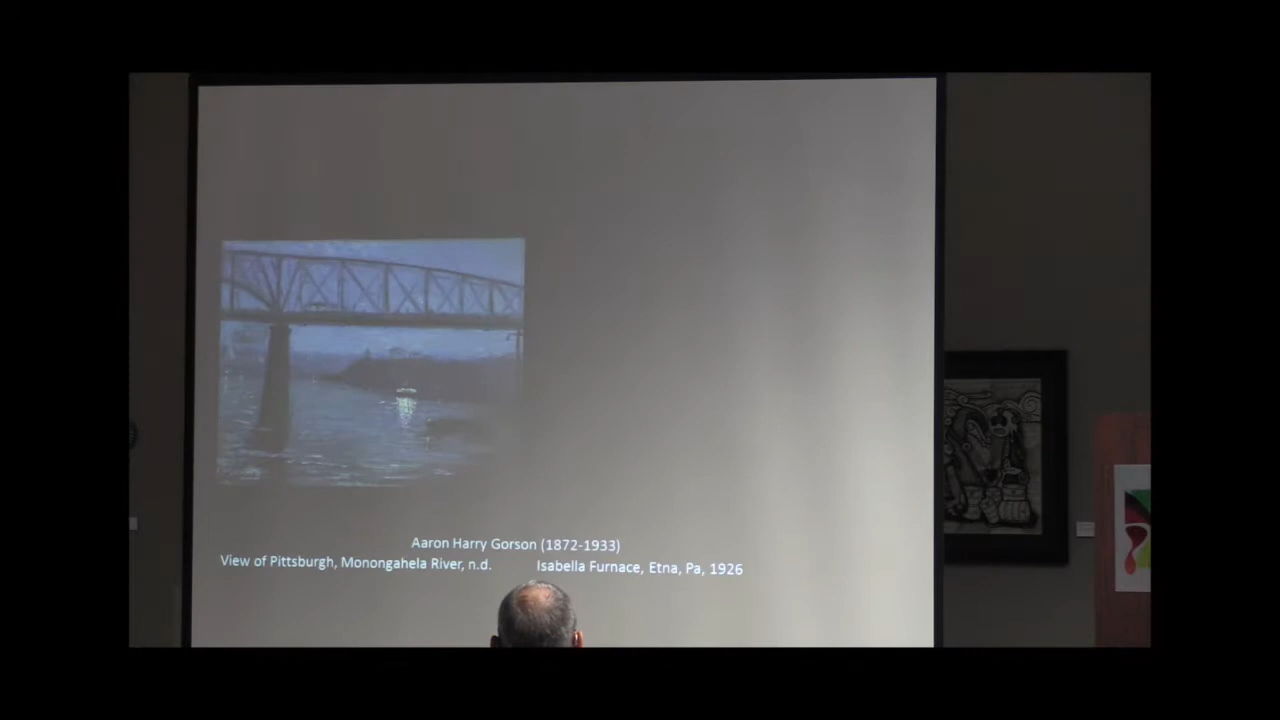 Aaron Harry Gorson (1872-1933)
View of Pittsburgh, Monongahela River, n.d. Isabella Furnace, Etna, Pa, 1926